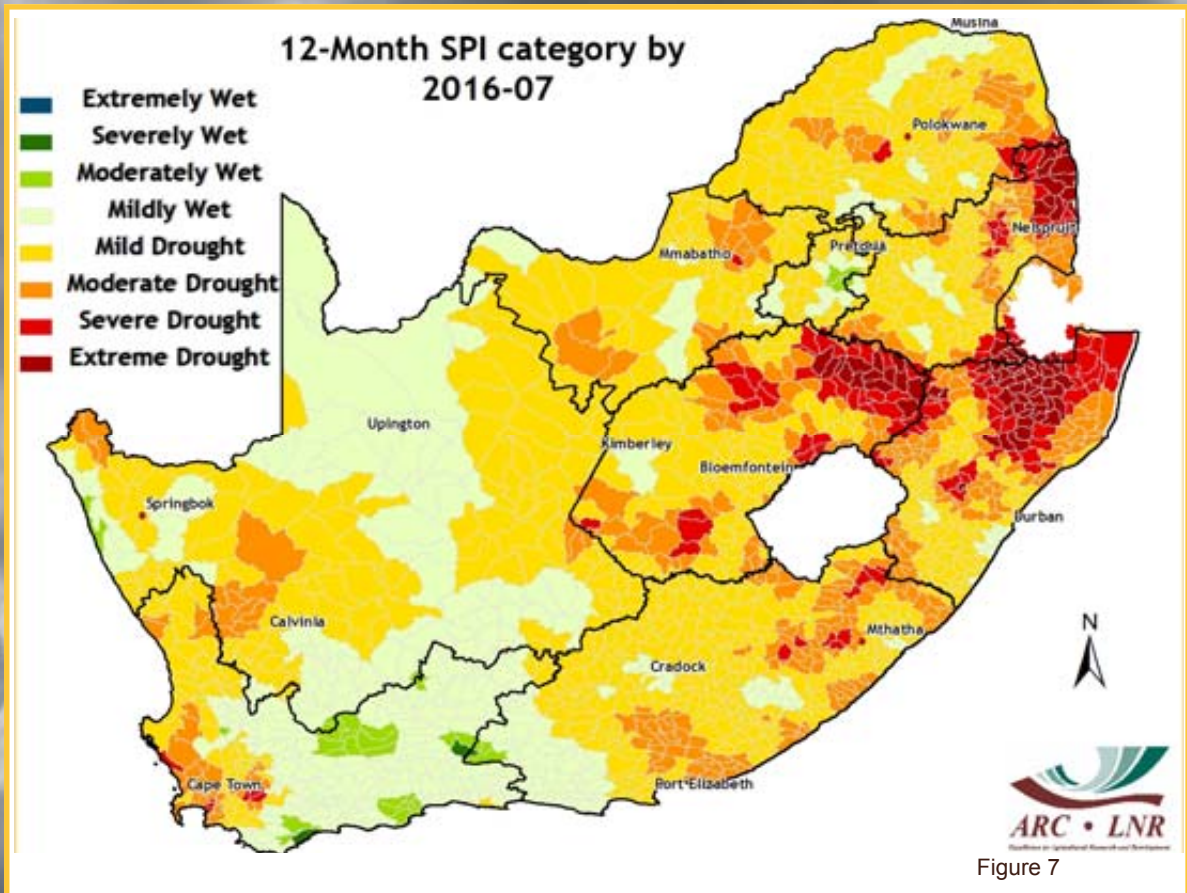 12-Month SPI category by
2016-07
Extremely Wet
Severely Wet
Moderately Wet
Mildly Wet
Mild Drought
Moderate Drought
Severe Drought
Extreme Drought
Musina
Polokwane
Nelspruit
Pretoria
Mmabatho
Upington
Kimberley
Bloemfontein
Springbok
Durban
Calvinia
Mthatha
Cradock
N
Cape Town
Port Elizabeth
ARC • LNR
Figure 7